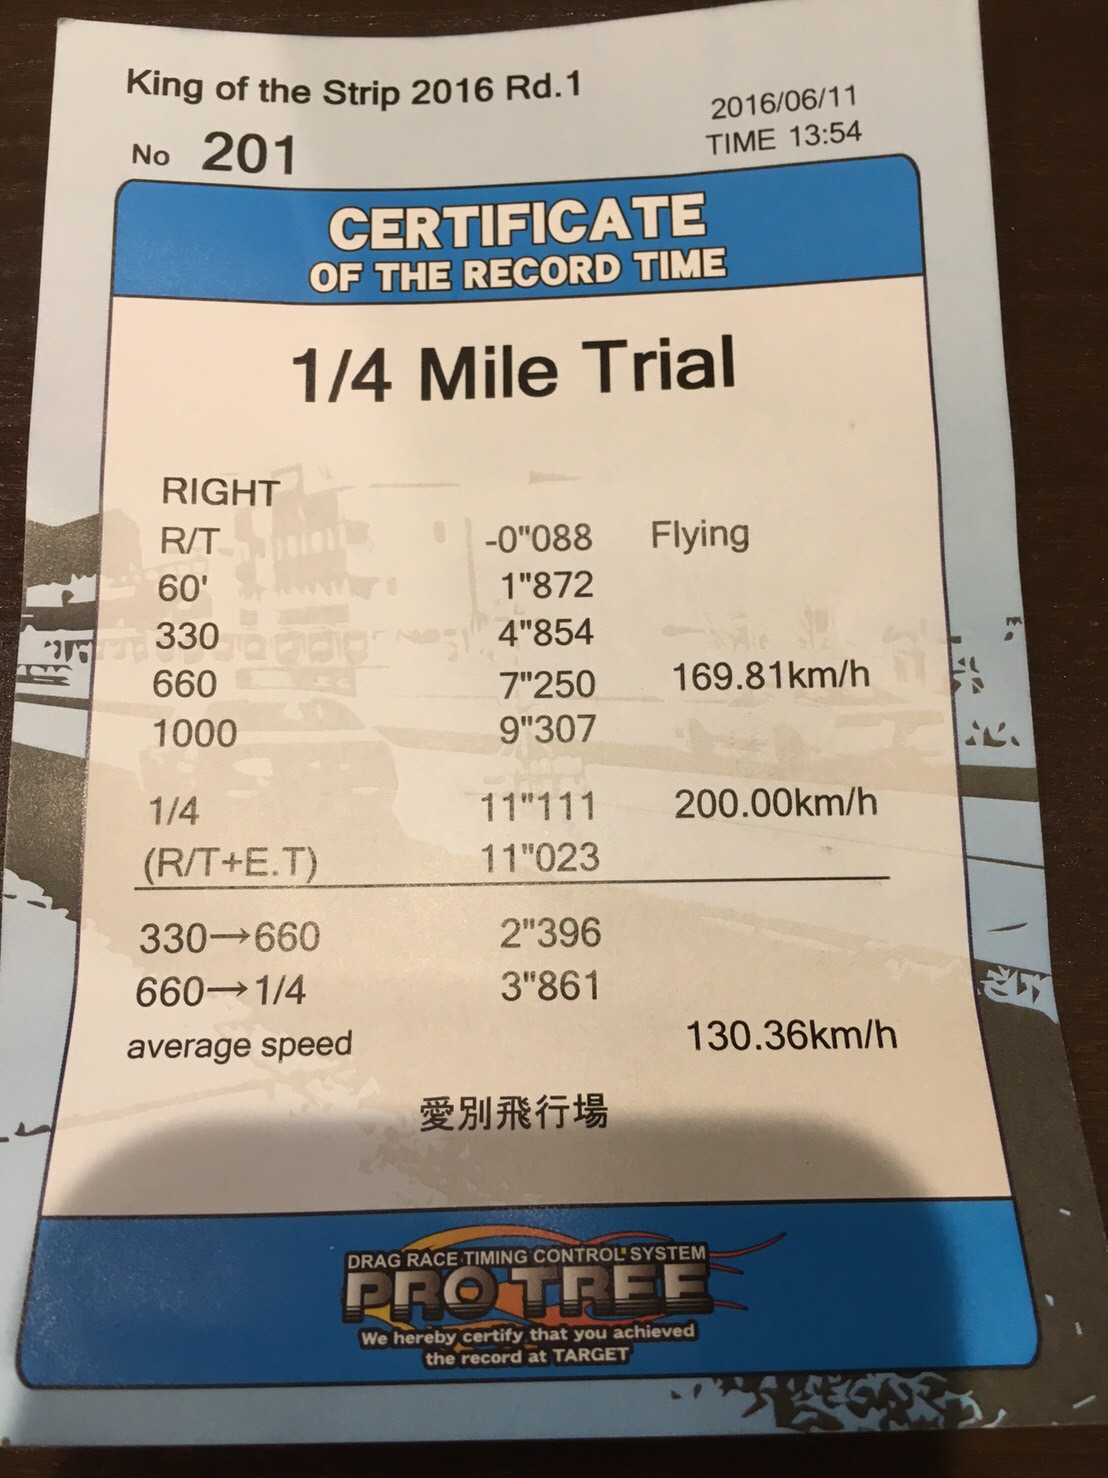 King of the Strip 2016 Rd.1
2016/06/11
No 201
TIME 13:54
CERTIFICATE
OF THE RECORD TIME
1/4 Mile Trial
RIGHT
R/T -0"088 Flying
60' 1"872
330 4"854
660 7"250 169.81km/h
1000 9"307
1/4 11"111 200.00km/h
(R/T+E.T) 11"023
330→660 2"396
660→1/4 3"861
average speed 130.36km/h
愛別飛行場
DRAG RACE TIMING CONTROL SYSTEM
PRO TREE
We hereby certify that you achieved
the record at TARGET